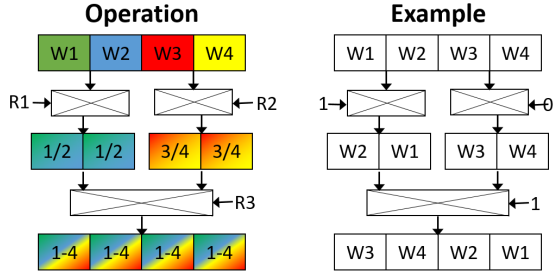 Operation Example
W1 W2 W3 W4 W1 W2 W3 W4
R1 R2 1 0
1/2 1/2 3/4 3/4 W2 W1 W3 W4
R3 1
1-4 1-4 1-4 1-4 W3 W4 W2 W1